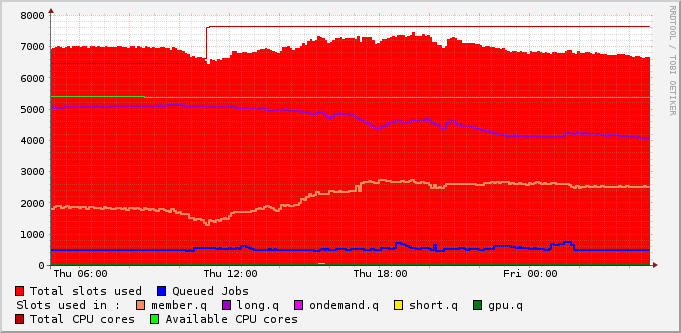 8000
7000
6000
5000
4000
3000
2000
1000
0
Thu 06:00 Thu 12:00 Thu 18:00 Fri 00:00
RRDTOOL / TOBI OETIKER
Total slots used Queued Jobs
Slots used in : member.q long.q ondemand.q short.q gpu.q
Total CPU cores Available CPU cores